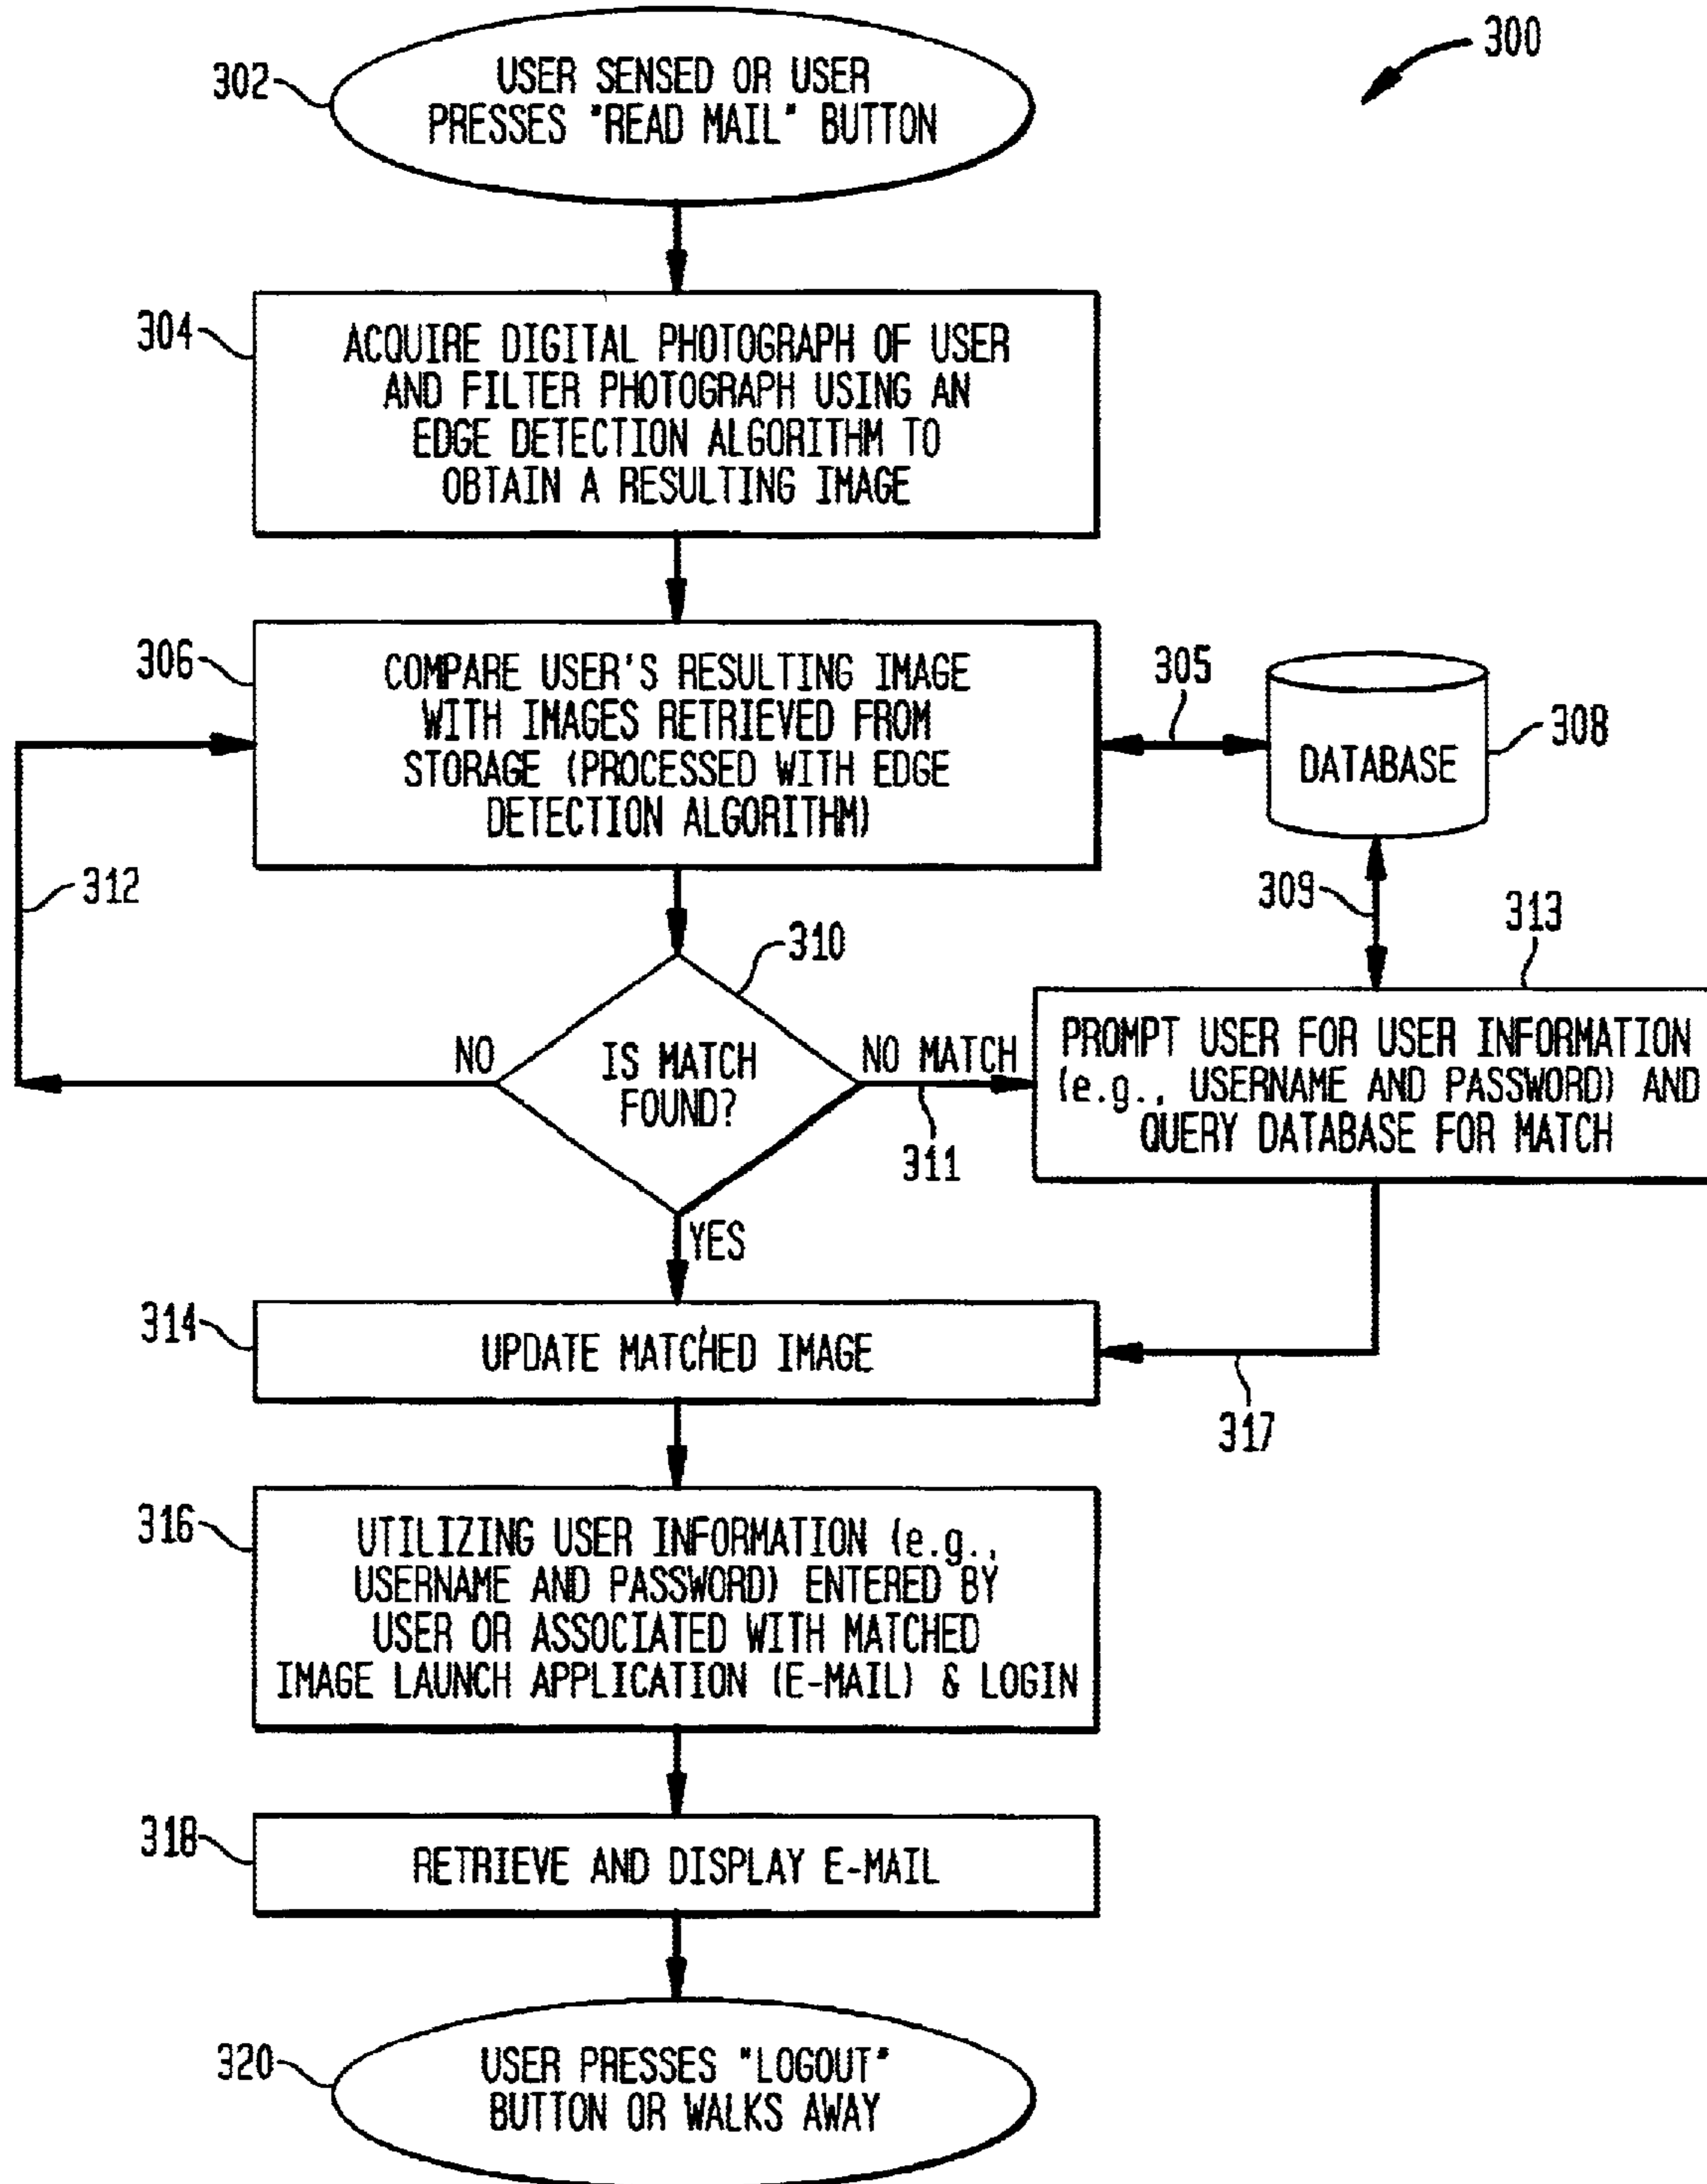 300
302
USER SENSED OR USER
PRESSES "READ MAIL" BUTTON
304
ACQUIRE DIGITAL PHOTOGRAPH OF USER
AND FILTER PHOTOGRAPH USING AN
EDGE DETECTION ALGORITHM TO
OBTAIN A RESULTING IMAGE
306
COMPARE USER'S RESULTING IMAGE
WITH IMAGES RETRIEVED FROM
STORAGE (PROCESSED WITH EDGE
DETECTION ALGORITHM)
305
DATABASE
308
312
309
313
310
NO
IS MATCH
FOUND?
NO MATCH
311
PROMPT USER FOR USER INFORMATION
(e.g., USERNAME AND PASSWORD) AND
QUERY DATABASE FOR MATCH
YES
314
UPDATE MATCHED IMAGE
317
316
UTILIZING USER INFORMATION (e.g.,
USERNAME AND PASSWORD) ENTERED BY
USER OR ASSOCIATED WITH MATCHED
IMAGE LAUNCH APPLICATION (E-MAIL) & LOGIN
318
RETRIEVE AND DISPLAY E-MAIL
320
USER PRESSES "LOGOUT"
BUTTON OR WALKS AWAY